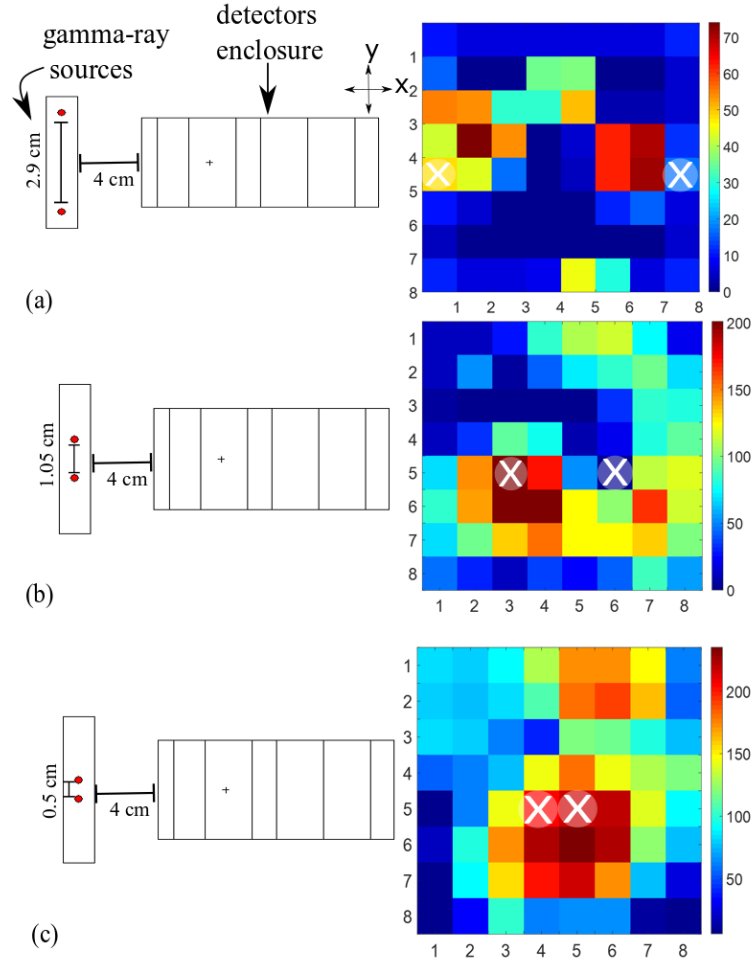 gamma-ray
sources
detectors
enclosure
y
x
2.9 cm
4 cm
(a)
1
2
3
4
5
6
7
8
1 2 3 4 5 6 7 8
70
60
50
40
30
20
10
0
X X
1.05 cm
4 cm
(b)
1
2
3
4
5
6
7
8
1 2 3 4 5 6 7 8
200
150
100
50
0
X X
0.5 cm
4 cm
(c)
1
2
3
4
5
6
7
8
1 2 3 4 5 6 7 8
200
150
100
50
X X